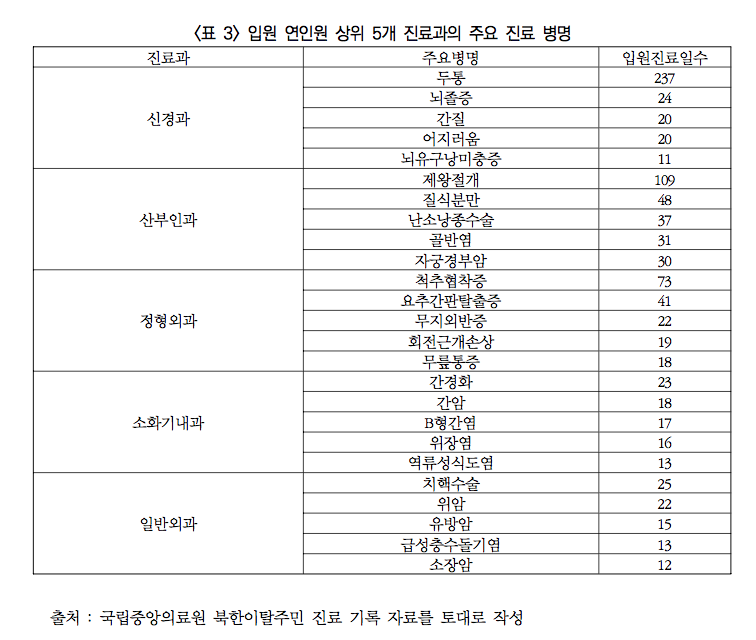 <표 3> 입원 연인원 상위 5개 진료과의 주요 진료 병명
진료과 주요병명 입원진료일수
신경과 두통 237
뇌졸증 24
간질 20
어지러움 20
뇌유구낭미충증 11
산부인과 제왕절개 109
질식분만 48
난소낭종수술 37
골반염 31
자궁경부암 30
정형외과 척추협착증 73
요추간판탈출증 41
무지외반증 22
회전근개손상 19
무릎통증 18
소화기내과 간경화 23
간암 18
B형간염 17
위장염 16
역류성식도염 13
일반외과 치핵수술 25
위암 22
유방암 15
급성충수돌기염 13
소장암 12
출처 : 국립중앙의료원 북한이탈주민 진료 기록 자료를 토대로 작성